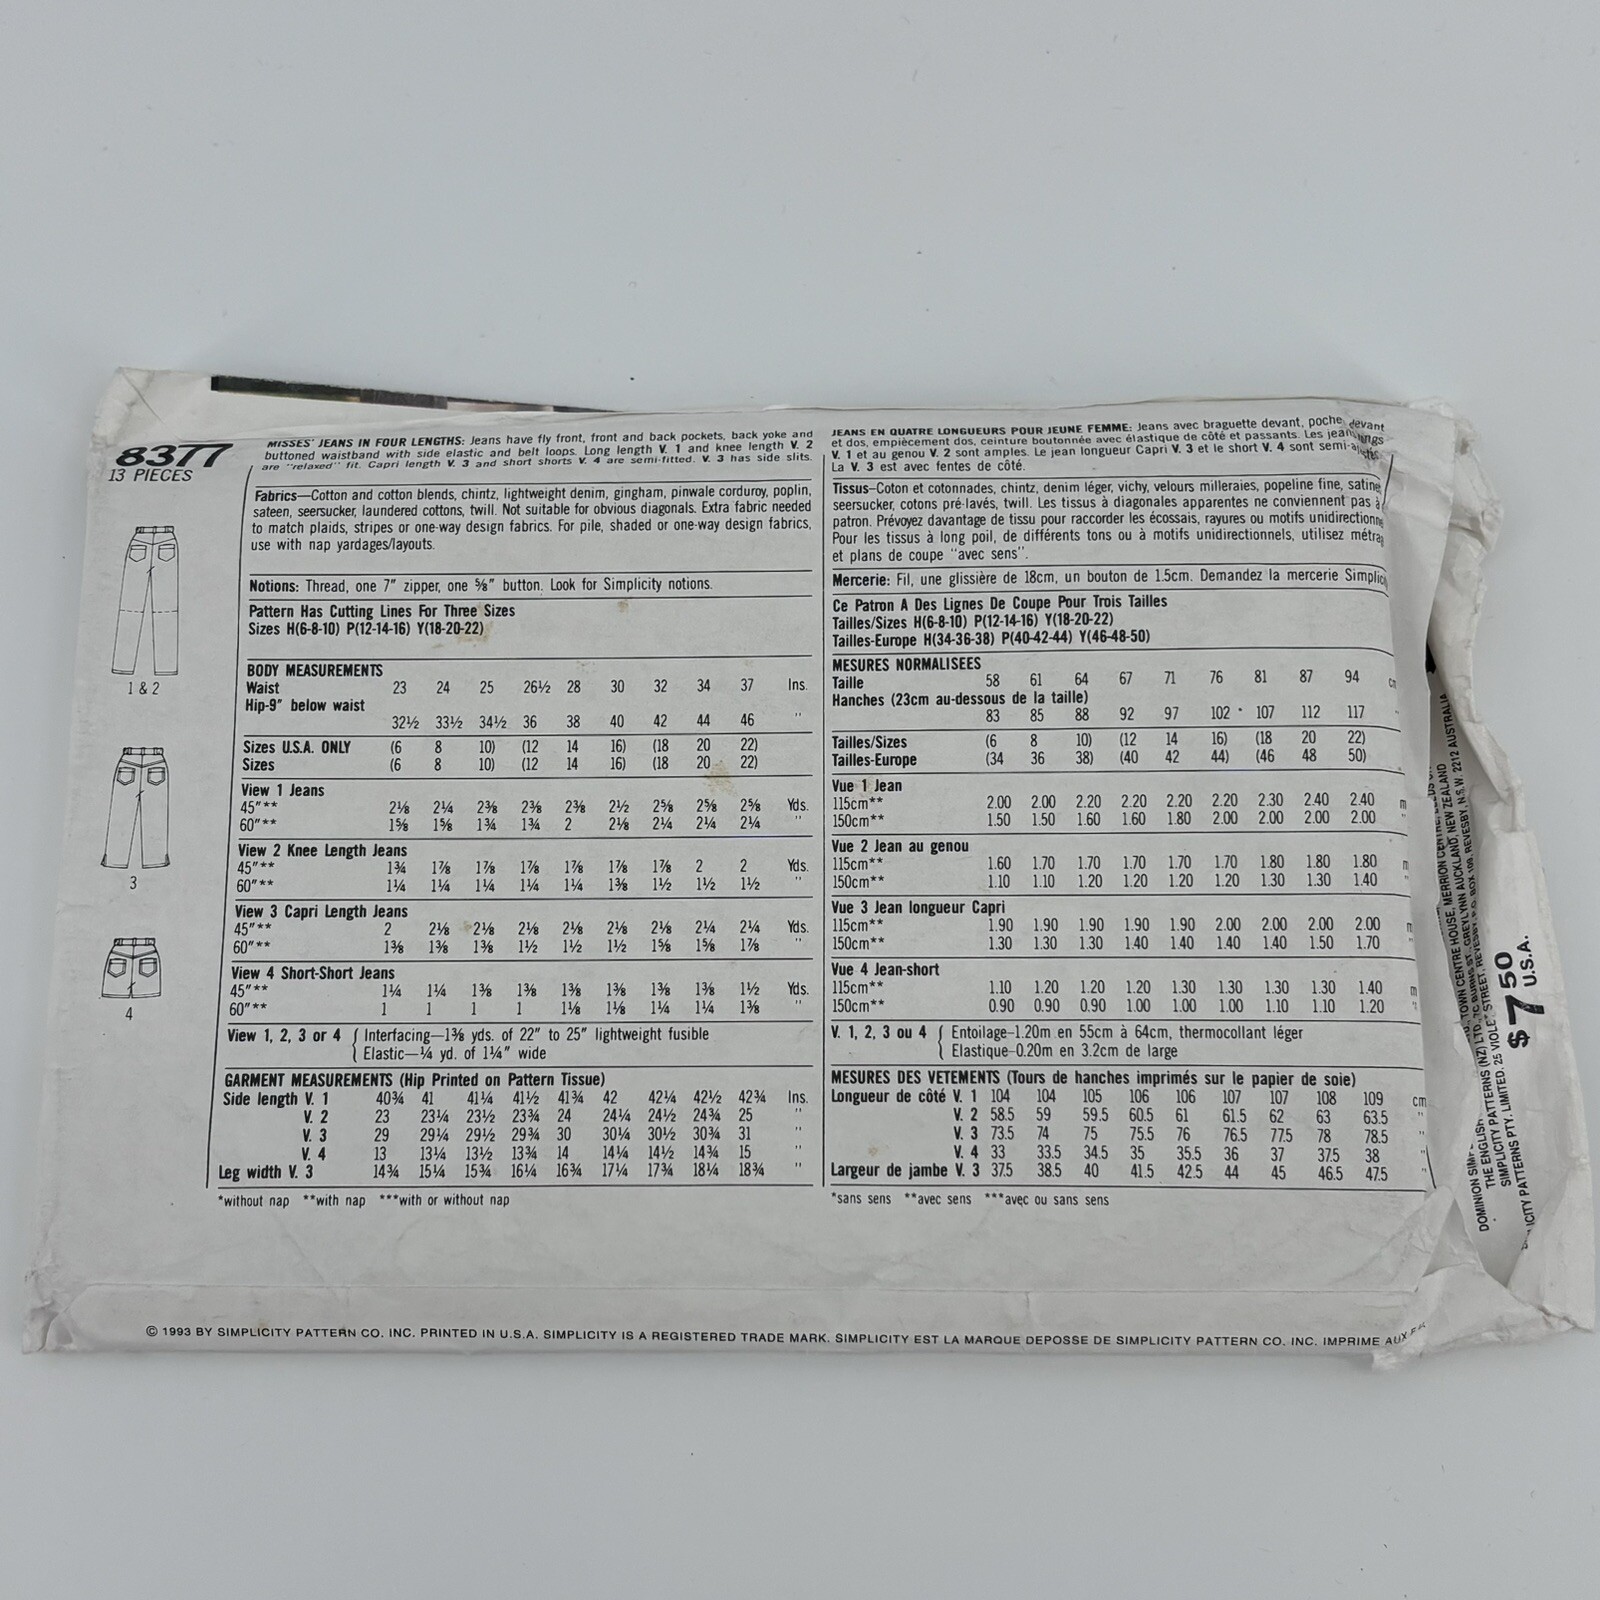 8377
13 PIECES
MISSES' JEANS IN FOUR LENGTHS: Jeans have fly front, front and back pockets, back yoke and
buttoned waistband with side elastic and belt loops. Long length V. 1 and knee length V. 2
are "relaxed" fit. Capri length V. 3 and short shorts V. 4 are semi-fitted. V. 3 has side slits.
Fabrics—Cotton and cotton blends, chintz, lightweight denim, gingham, pinwale corduroy, poplin,
sateen, seersucker, laundered cottons, twill. Not suitable for obvious diagonals. Extra fabric needed
to match plaids, stripes or one-way design fabrics. For pile, shaded or one-way design fabrics,
use with nap yardages/layouts.
Notions: Thread, one 7" zipper, one 5⁄8" button. Look for Simplicity notions.
Pattern Has Cutting Lines For Three Sizes
Sizes H(6-8-10) P(12-14-16) Y(18-20-22)
BODY MEASUREMENTS
Waist 23 24 25 26½ 28 30 32 34 37 Ins.
Hip-9" below waist
32½ 33½ 34½ 36 38 40 42 44 46 "
Sizes U.S.A. ONLY (6 8 10) (12 14 16) (18 20 22)
Sizes (6 8 10) (12 14 16) (18 20 22)
View 1 Jeans
45"** 2⅛ 2¼ 2⅜ 2⅜ 2⅜ 2½ 2⅝ 2⅝ 2⅝ Yds.
60"** 1⅝ 1⅝ 1¾ 1¾ 2 2⅛ 2¼ 2¼ 2¼ "
View 2 Knee Length Jeans
45"** 1¾ 1⅞ 1⅞ 1⅞ 1⅞ 1⅞ 1⅞ 2 2 Yds.
60"** 1¼ 1¼ 1¼ 1¼ 1¼ 1⅜ 1½ 1½ 1½ "
View 3 Capri Length Jeans
45"** 2 2⅛ 2⅛ 2⅛ 2⅛ 2⅛ 2⅛ 2¼ 2¼ Yds.
60"** 1⅜ 1⅜ 1⅜ 1½ 1½ 1½ 1⅝ 1⅝ 1⅞ "
View 4 Short-Short Jeans
45"** 1¼ 1¼ 1⅜ 1⅜ 1⅜ 1⅜ 1⅜ 1⅜ 1½ Yds.
60"** 1 1 1 1 1⅛ 1⅛ 1¼ 1¼ 1⅜ "
View 1, 2, 3 or 4 { Interfacing—1⅜ yds. of 22" to 25" lightweight fusible
Elastic—¼ yd. of 1¼" wide
GARMENT MEASUREMENTS (Hip Printed on Pattern Tissue)
Side length V. 1 40¾ 41 41¼ 41½ 41¾ 42 42¼ 42½ 42¾ Ins.
V. 2 23 23¼ 23½ 23¾ 24 24¼ 24½ 24¾ 25 "
V. 3 29 29¼ 29½ 29¾ 30 30¼ 30½ 30¾ 31 "
V. 4 13 13¼ 13½ 13¾ 14 14¼ 14½ 14¾ 15 "
Leg width V. 3 14¾ 15¼ 15¾ 16¼ 16¾ 17¼ 17¾ 18¼ 18¾ "
*without nap **with nap ***with or without nap
1 & 2
3
4
JEANS EN QUATRE LONGUEURS POUR JEUNE FEMME: Jeans avec braguette devant, poche devant
et dos, empiècement dos, ceinture boutonnée avec élastique de côté et passants. Les jean
V. 1 et au genou V. 2 sont amples. Le jean longueur Capri V. 3 et le short V. 4 sont semi-
La V. 3 est avec fentes de côté.
Tissus—Coton et cotonnades, chintz, denim léger, vichy, velours milleraies, popeline fine, satine
seersucker, cotons pré-lavés, twill. Les tissus à diagonales apparentes ne conviennent pas à
patron. Prévoyez davantage de tissu pour raccorder les écossais, rayures ou motifs unidirectionn
Pour les tissus à long poil, de différents tons ou à motifs unidirectionnels, utilisez métra
et plans de coupe "avec sens".
Mercerie: Fil, une glissière de 18cm, un bouton de 1.5cm. Demandez la mercerie Simplic
Ce Patron A Des Lignes De Coupe Pour Trois Tailles
Tailles/Sizes H(6-8-10) P(12-14-16) Y(18-20-22)
Tailles-Europe H(34-36-38) P(40-42-44) Y(46-48-50)
MESURES NORMALISEES
Taille 58 61 64 67 71 76 81 87 94 cm
Hanches (23cm au-dessous de la taille)
83 85 88 92 97 102 107 112 117 "
Tailles/Sizes (6 8 10) (12 14 16) (18 20 22)
Tailles-Europe (34 36 38) (40 42 44) (46 48 50)
Vue 1 Jean
115cm** 2.00 2.00 2.20 2.20 2.20 2.20 2.30 2.40 2.40 m
150cm** 1.50 1.50 1.60 1.60 1.80 2.00 2.00 2.00 2.00 "
Vue 2 Jean au genou
115cm** 1.60 1.70 1.70 1.70 1.70 1.70 1.80 1.80 1.80 m
150cm** 1.10 1.10 1.20 1.20 1.20 1.20 1.30 1.30 1.40 "
Vue 3 Jean longueur Capri
115cm** 1.90 1.90 1.90 1.90 1.90 2.00 2.00 2.00 2.00 m
150cm** 1.30 1.30 1.30 1.40 1.40 1.40 1.40 1.50 1.70 "
Vue 4 Jean-short
115cm** 1.10 1.20 1.20 1.20 1.30 1.30 1.30 1.30 1.40 m
150cm** 0.90 0.90 0.90 1.00 1.00 1.00 1.10 1.10 1.20 "
V. 1, 2, 3 ou 4 { Entoilage-1.20m en 55cm à 64cm, thermocollant léger
Elastique-0.20m en 3.2cm de large
MESURES DES VETEMENTS (Tours de hanches imprimés sur le papier de soie)
Longueur de côté V. 1 104 104 105 106 106 107 107 108 109 cm
V. 2 58.5 59 59.5 60.5 61 61.5 62 63 63.5 "
V. 3 73.5 74 75 75.5 76 76.5 77.5 78 78.5 "
V. 4 33 33.5 34.5 35 35.5 36 37 37.5 38 "
Largeur de jambe V. 3 37.5 38.5 40 41.5 42.5 44 45 46.5 47.5 "
*sans sens **avec sens ***avec ou sans sens
TOWN CENTRE HOUSE, MERRION CENTRE,
DOMINION SIM
THE ENGLISH PATTERNS (NZ) LTD., BURNS ST., GREYLYNN AUCKLAND, NEW ZEALAND
SIMPLICITY PATTERNS PTY. LIMITED. 25 VIOLET STREET, REVESBY, P.O. BOX REVESBY, N.S.W. 2212 AUSTRALIA
$7.50
U.S.A.
© 1993 BY SIMPLICITY PATTERN CO. INC. PRINTED IN U.S.A. SIMPLICITY IS A REGISTERED TRADE MARK. SIMPLICITY EST LA MARQUE DEPOSSE DE SIMPLICITY PATTERN CO. INC. IMPRIME AUX